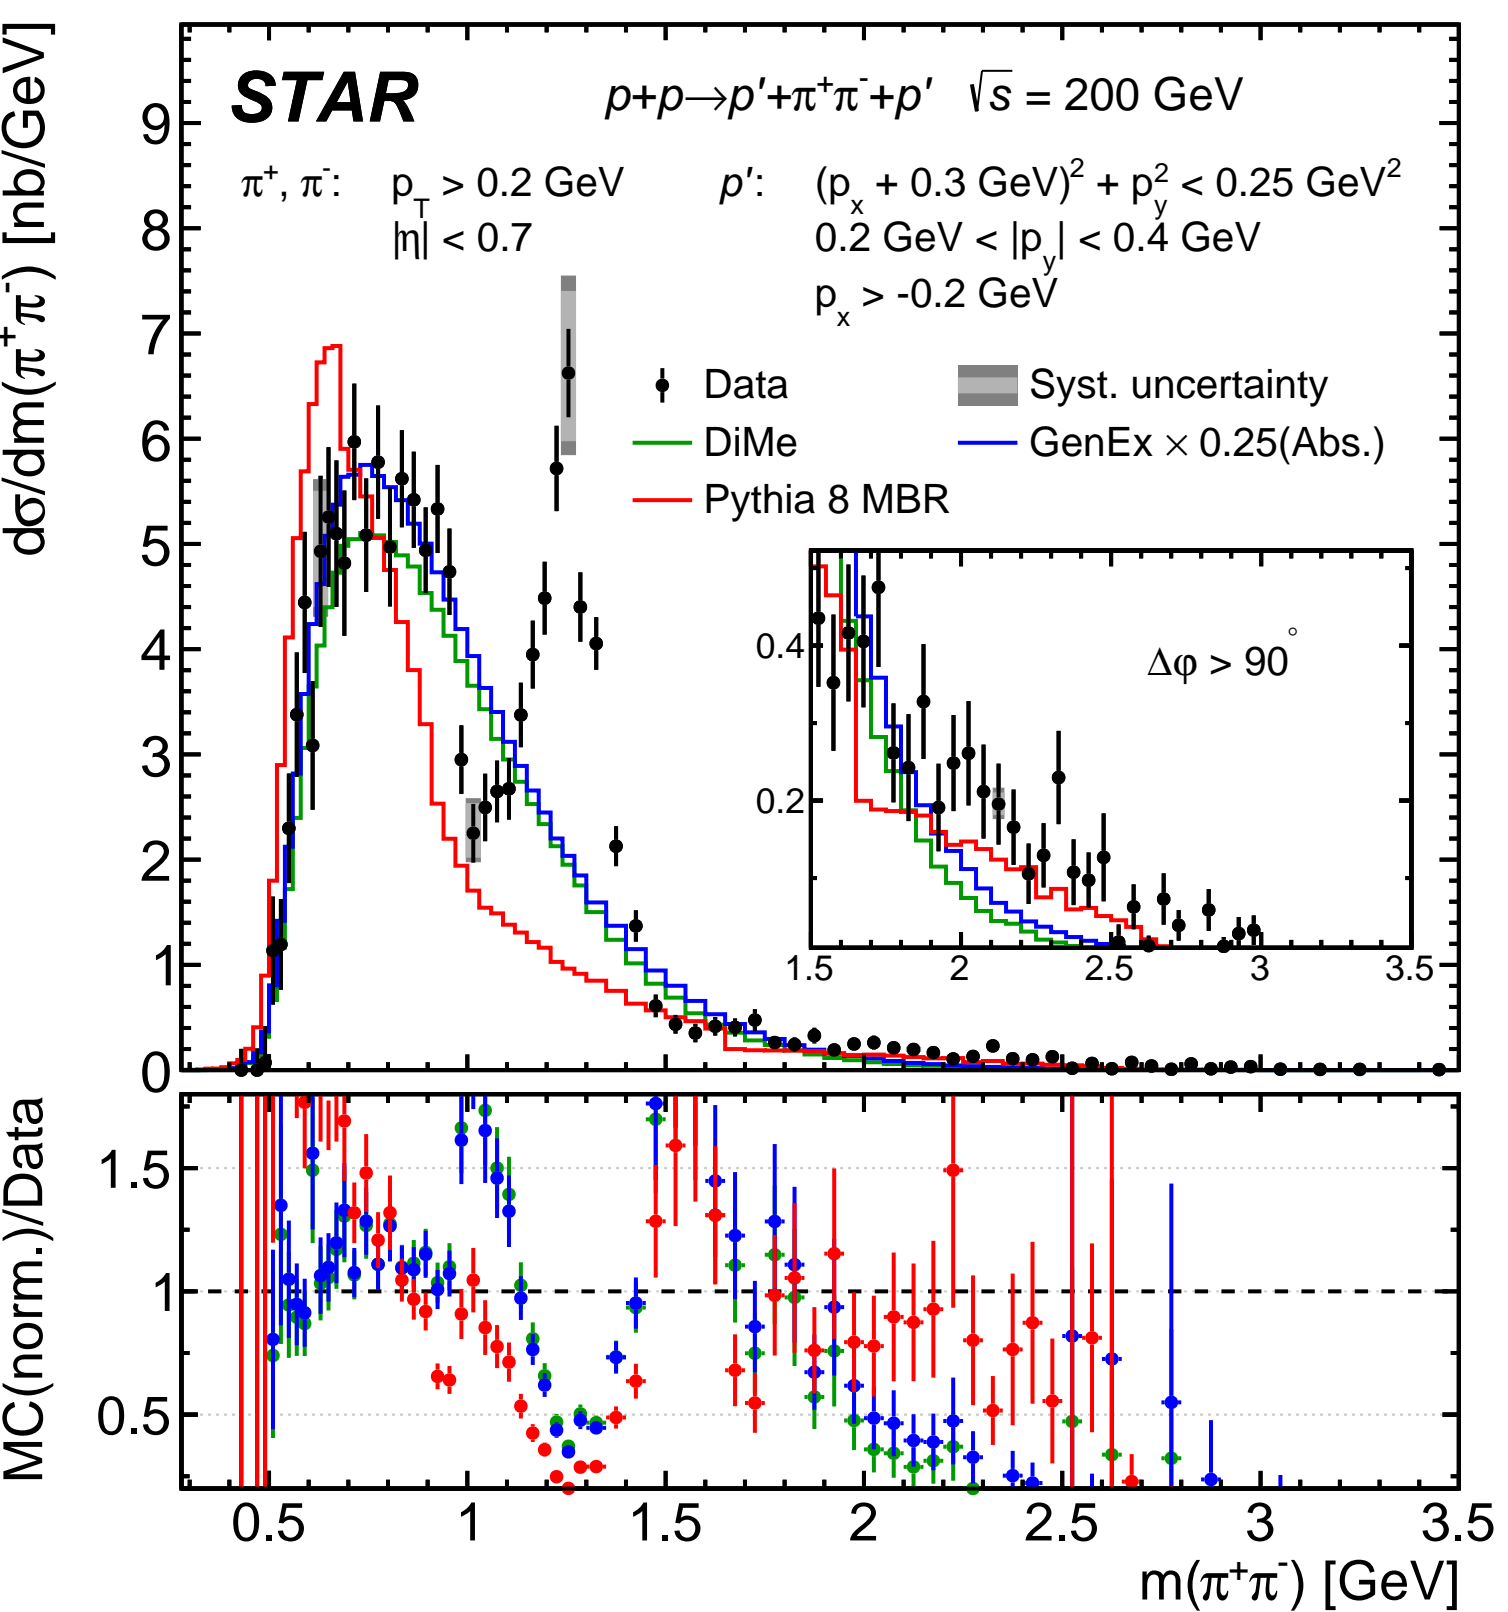 STAR p+p→p′+π⁺π⁻+p′ √s = 200 GeV
π⁺, π⁻: p_T > 0.2 GeV p′: (p_x + 0.3 GeV)² + p_y² < 0.25 GeV²
|η| < 0.7 0.2 GeV < |p_y| < 0.4 GeV
p_x > -0.2 GeV
Data Syst. uncertainty
DiMe GenEx × 0.25(Abs.)
Pythia 8 MBR
dσ/dm(π⁺π⁻) [nb/GeV]
9
8
7
6
5
4
3
2
1
0
Δφ > 90°
0.4
0.2
1.5 2 2.5 3 3.5
MC(norm.)/Data
1.5
1
0.5
0.5 1 1.5 2 2.5 3 3.5
m(π⁺π⁻) [GeV]